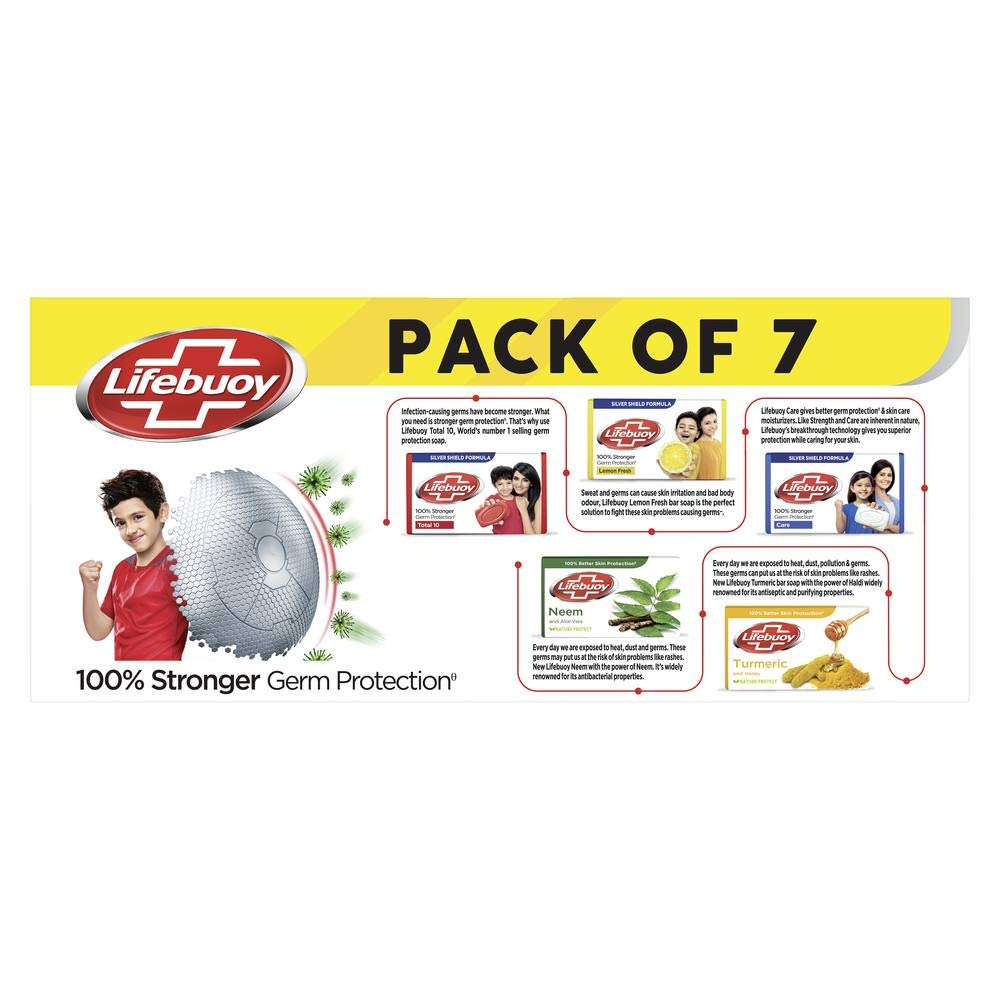 PACK OF 7
Lifebuoy
100% Stronger Germ Protection⁰
Infection-causing germs have become stronger. What
you need is stronger germ protection⁰. That's why use
Lifebuoy Total 10, World's number 1 selling germ
protection soap.
SILVER SHIELD FORMULA
Lifebuoy
100% Stronger
Germ Protection
Total 10
SILVER SHIELD FORMULA
Lifebuoy
100% Stronger
Germ Protection
Lemon Fresh
Sweat and germs can cause skin irritation and bad body
odour, Lifebuoy Lemon Fresh bar soap is the perfect
solution to fight these skin problems causing germs~.
Lifebuoy Care gives better germ protection⁰ & skin care
moisturizers. Like Strength and Care are inherent in nature,
Lifebuoy's breakthrough technology gives you superior
protection while caring for your skin.
SILVER SHIELD FORMULA
Lifebuoy
100% Stronger
Germ Protection
Care
100% Better Skin Protection
Lifebuoy
Neem
and Aloe Vera
NATURE PROTECT
Every day we are exposed to heat, dust and germs. These
germs may put us at the risk of skin problems like rashes.
New Lifebuoy Neem with the power of Neem. It's widely
renowned for its antibacterial properties.
Every day we are exposed to heat, dust, pollution & germs.
These germs can put us at the risk of skin problems like rashes.
New Lifebuoy Turmeric bar soap with the power of Haldi widely
renowned for its antiseptic and purifying properties.
100% Better Skin Protection
Lifebuoy
Turmeric
and Honey
NATURE PROTECT